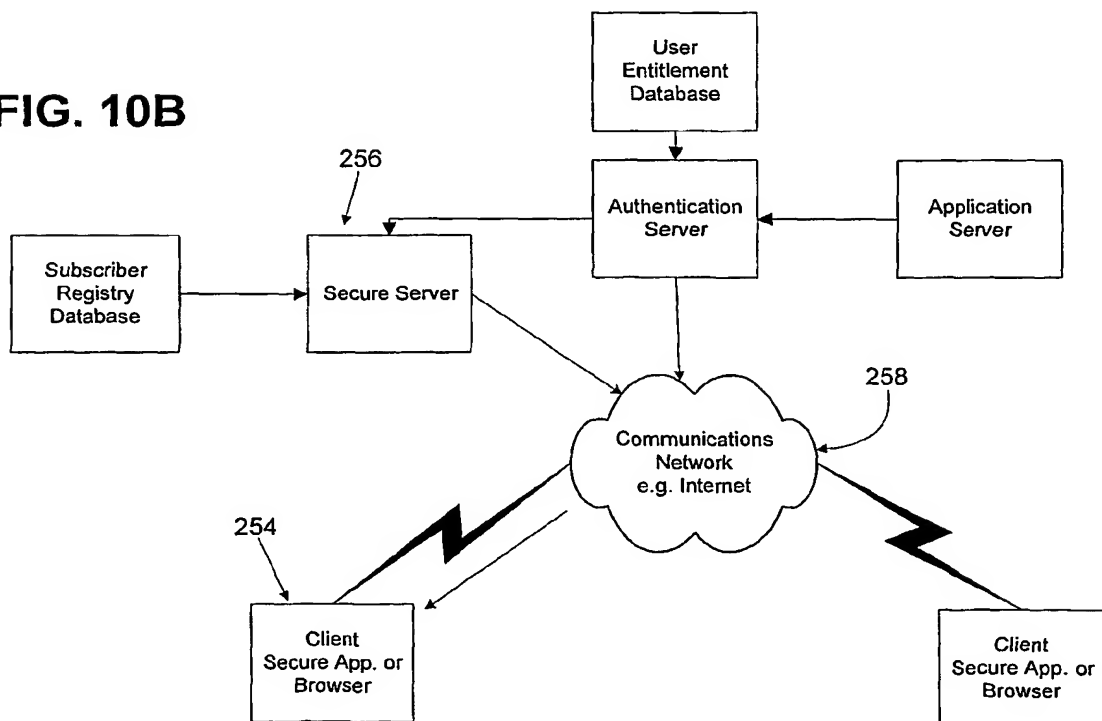 FIG. 10B
User
Entitlement
Database
256
Authentication
Server
Application
Server
Subscriber
Registry
Database
Secure Server
258
Communications
Network
e.g. Internet
254
Client
Secure App. or
Browser
Client
Secure App. or
Browser